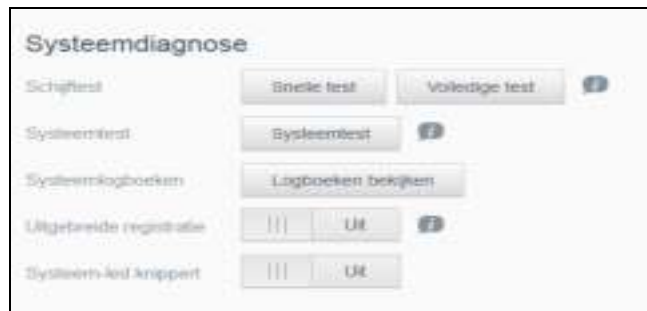 Systeemdiagnose
Schijftest Snelle test Volledige test i
Systeemtest Systeemtest i
Systeemlogboeken Logboeken bekijken
Uitgebreide registratie Uit i
Systeem-led knippert Uit